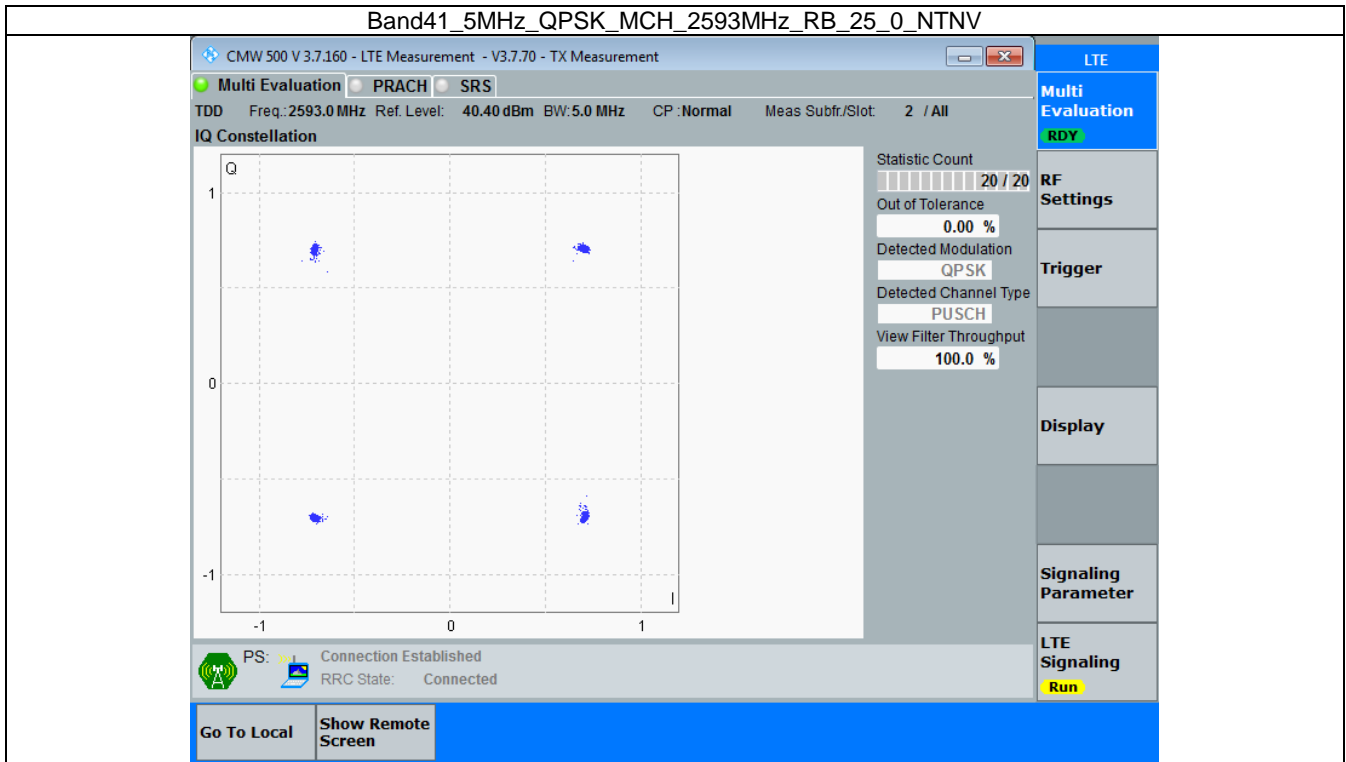 Band41_5MHz_QPSK_MCH_2593MHz_RB_25_0_NTNV
CMW 500 V 3.7.160 - LTE Measurement - V3.7.70 - TX Measurement
LTE
Multi Evaluation PRACH SRS
TDD Freq.: 2593.0 MHz Ref. Level: 40.40 dBm BW: 5.0 MHz CP : Normal Meas Subfr./Slot: 2 / All
IQ Constellation
Q
1
0
-1
I
-1 0 1
Statistic Count
20 / 20
Out of Tolerance
0.00 %
Detected Modulation
QPSK
Detected Channel Type
PUSCH
View Filter Throughput
100.0 %
Multi
Evaluation
RDY
RF
Settings
Trigger
Display
Signaling
Parameter
LTE
Signaling
Run
PS: Connection Established
RRC State: Connected
Go To Local
Show Remote
Screen